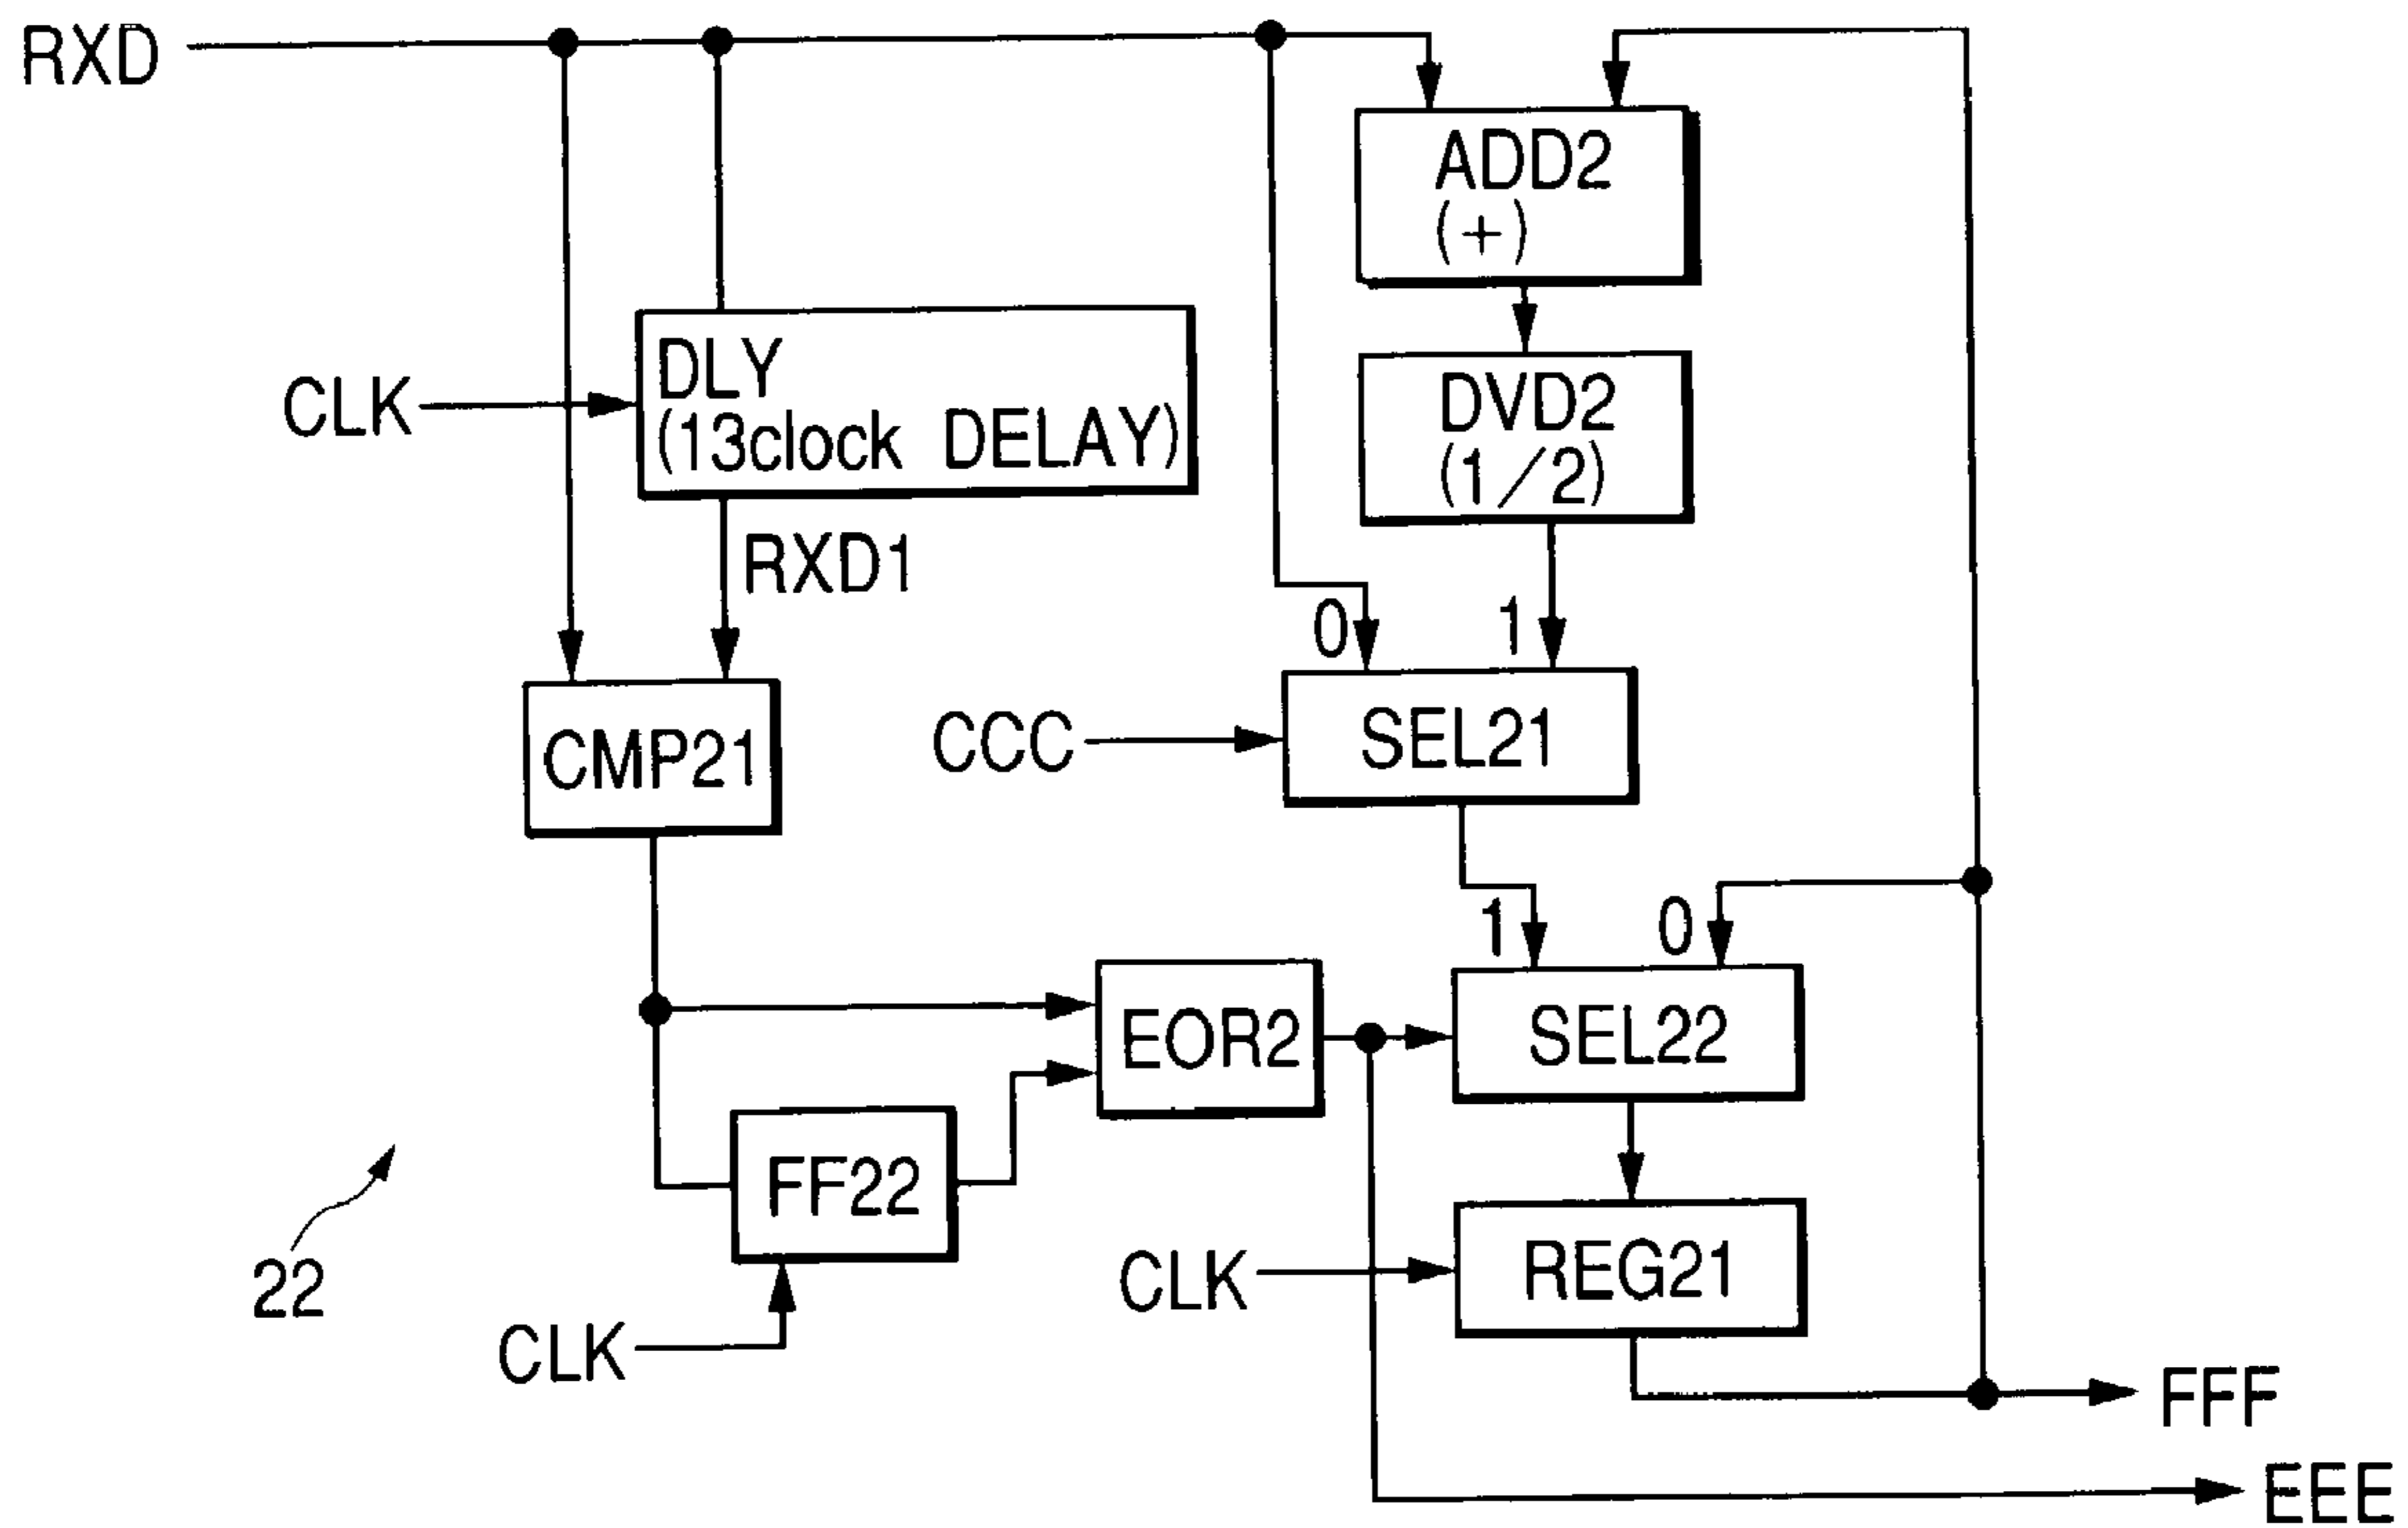 RXD
ADD2
(+)
DLY
(13clock DELAY)
CLK
DVD2
(1/2)
RXD1
0
1
CMP21
CCC
SEL21
1
0
EOR2
SEL22
FF22
22
CLK
CLK
REG21
FFF
EEE